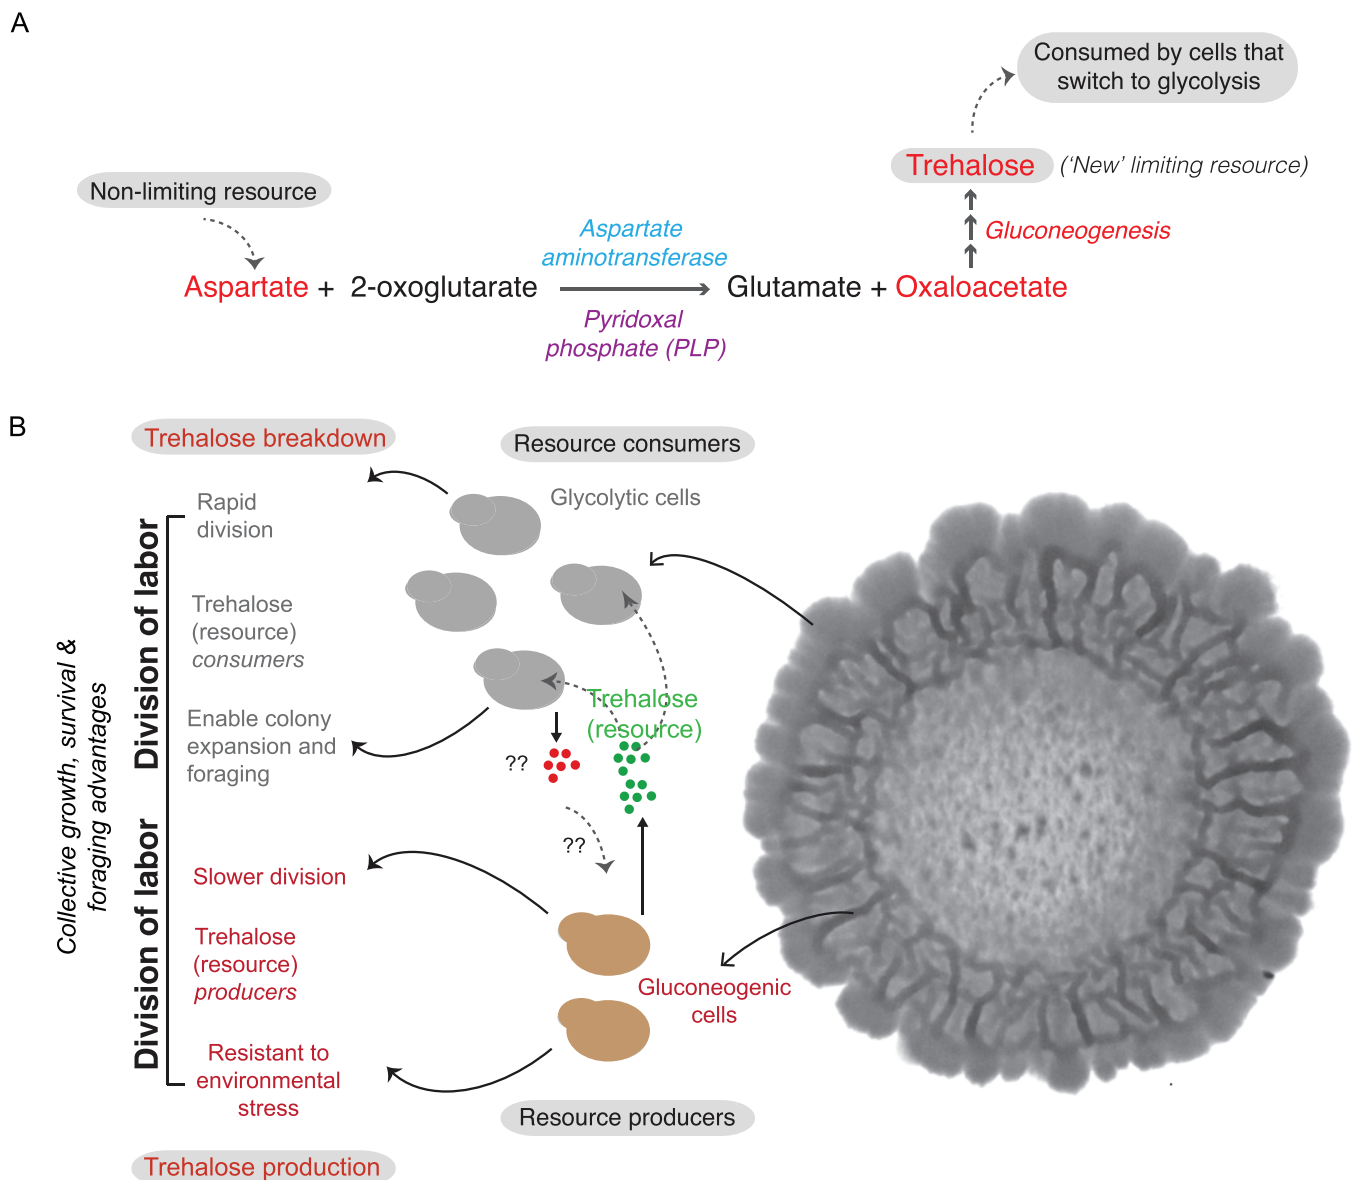 A
Consumed by cells that
switch to glycolysis
Trehalose (‘New’ limiting resource)
Non-limiting resource
Gluconeogenesis
Aspartate
aminotransferase
Aspartate + 2-oxoglutarate
Glutamate + Oxaloacetate
Pyridoxal
phosphate (PLP)
B
Trehalose breakdown
Resource consumers
Rapid
division
Glycolytic cells
Trehalose
(resource)
consumers
Enable colony
expansion and
foraging
Trehalose
(resource)
??
??
Division of labor
Division of labor
Collective growth, survival &
foraging advantages
Slower division
Trehalose
(resource)
producers
Gluconeogenic
cells
Resistant to
environmental
stress
Resource producers
Trehalose production